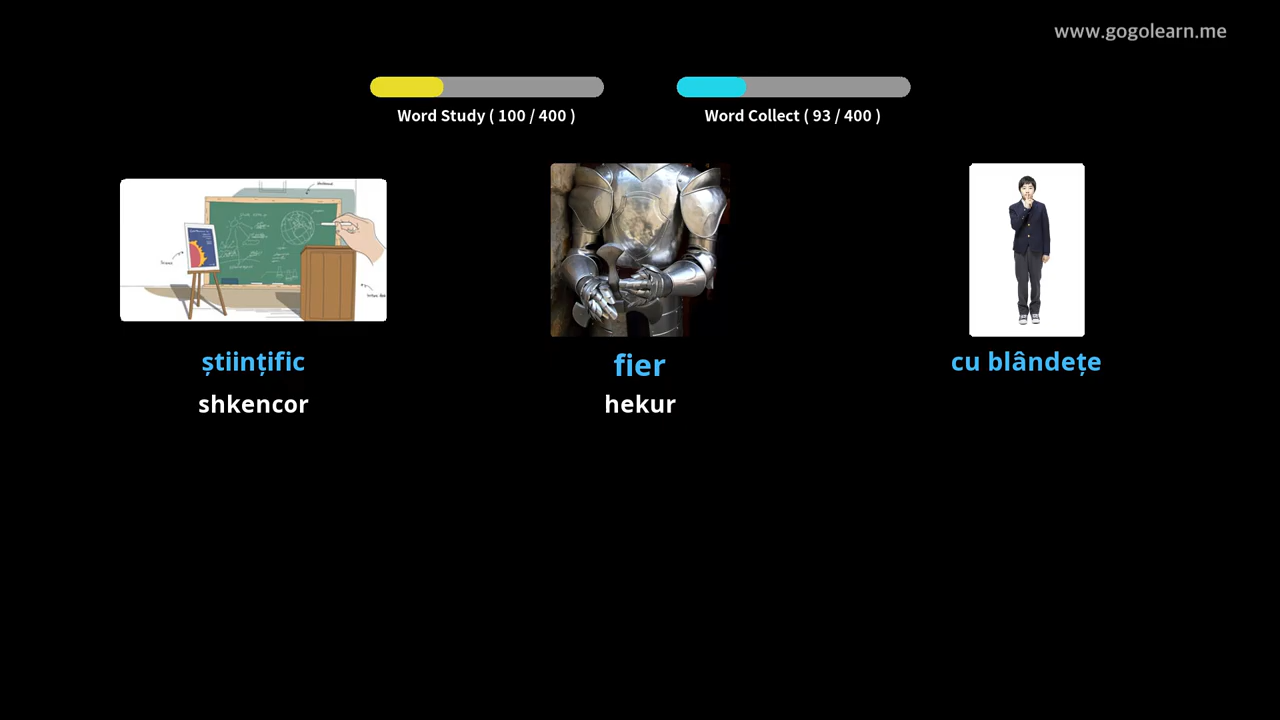 www.gogolearn.me
Word Study ( 100 / 400 )
Word Collect ( 93 / 400 )
științific
fier
cu blândețe
shkencor
hekur